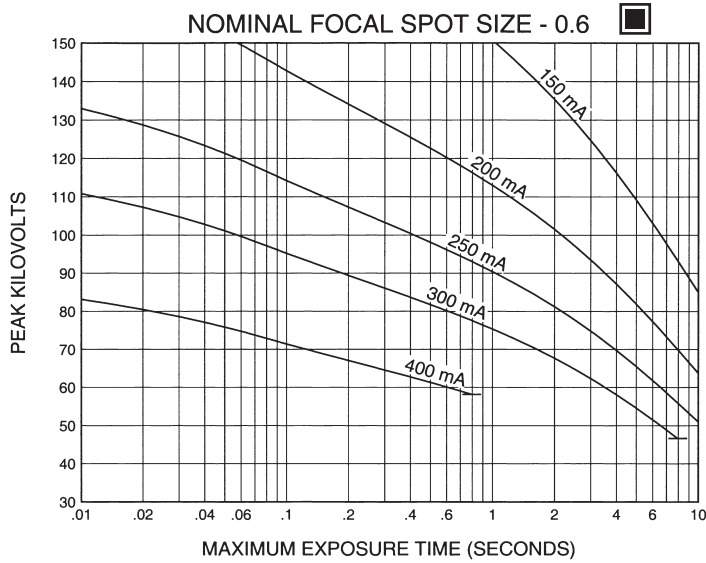 NOMINAL FOCAL SPOT SIZE - 0.6
150
140
130
120
110
100
90
80
70
60
50
40
30
PEAK KILOVOLTS
150 mA
200 mA
250 mA
300 mA
400 mA
.01 .02 .04 .06 .1 .2 .4 .6 1 2 4 6 10
MAXIMUM EXPOSURE TIME (SECONDS)